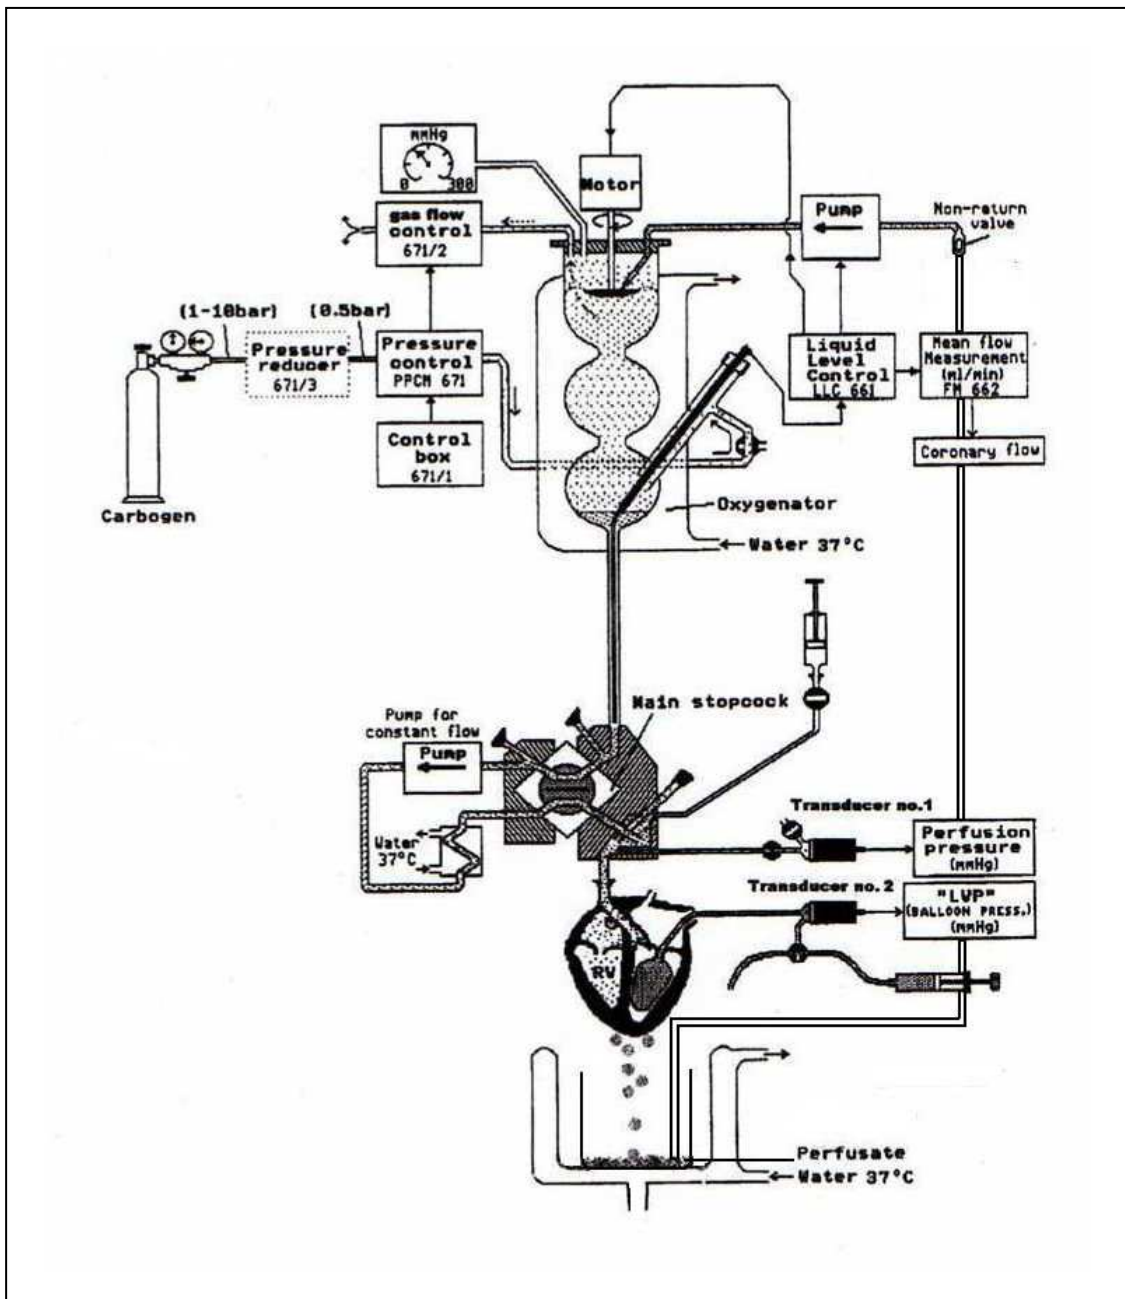 mmHg
0 300
Motor
gas flow
control
671/2
Pump
Non-return
valve
(1-10bar)
(0.5bar)
Pressure
reducer
671/3
Pressure
control
PPCM 671
Liquid
Level
Control
LLC 661
Mean flow
Measurement
(ml/min)
FM 662
Control
box
671/1
Coronary flow
Carbogen
Oxygenator
Water 37°C
Main stopcock
Pump for
constant flow
Pump
Water
37°C
Transducer no.1
Perfusion
pressure
(mmHg)
Transducer no. 2
"LVP"
(BALLOON PRESS.)
(mmHg)
RV
Perfusate
Water 37°C